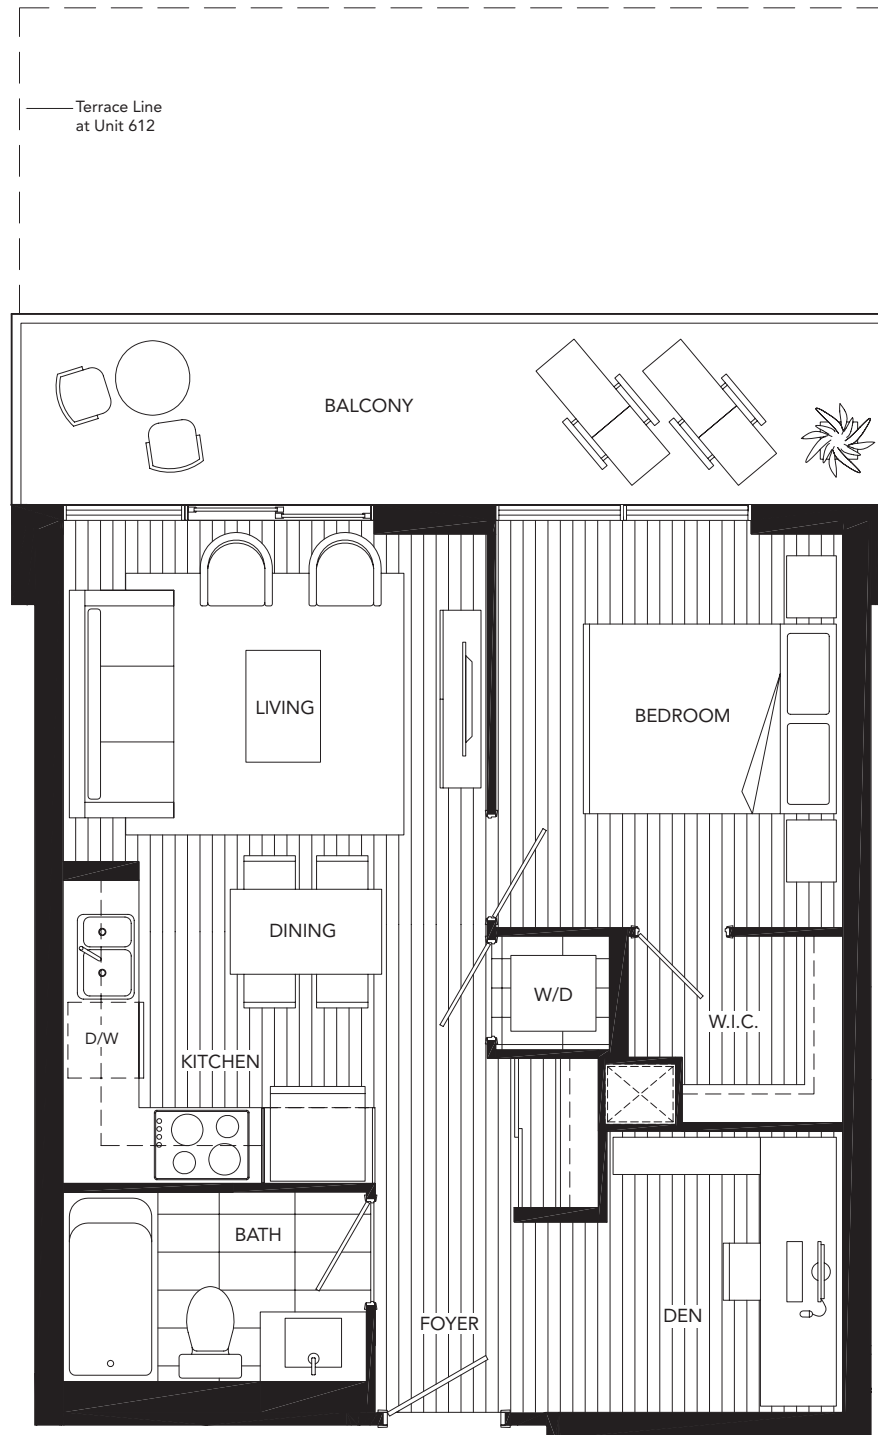 Terrace Line
at Unit 612
BALCONY
LIVING
BEDROOM
DINING
W/D
W.I.C.
D/W
KITCHEN
BATH
FOYER
DEN